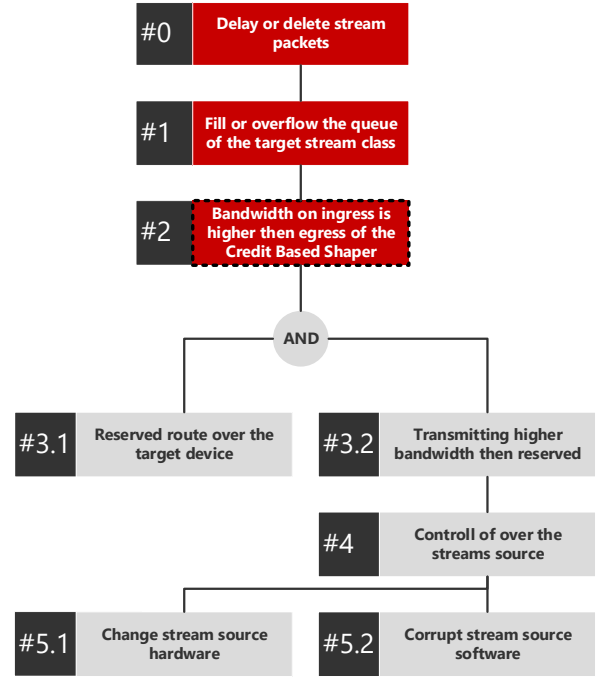 #0
Delay or delete stream
packets
#1
Fill or overflow the queue
of the target stream class
#2
Bandwidth on ingress is
higher then egress of the
Credit Based Shaper
AND
#3.1
Reserved route over the
target device
#3.2
Transmitting higher
bandwidth then reserved
#4
Controll of over the
streams source
#5.1
Change stream source
hardware
#5.2
Corrupt stream source
software